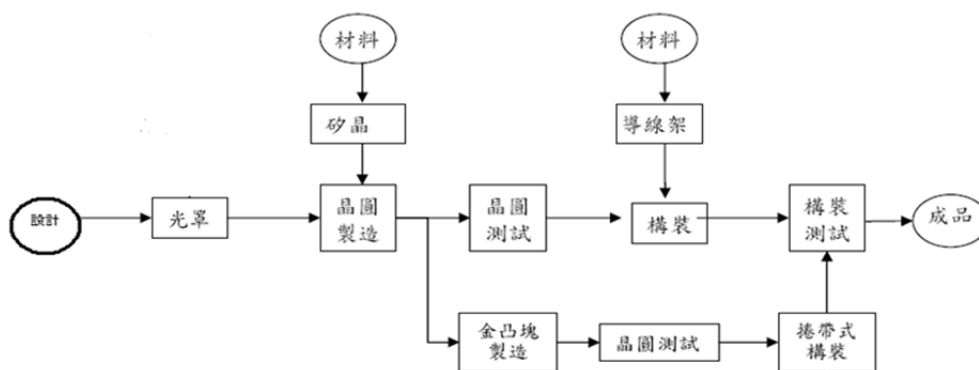 材料
材料
矽晶
導線架
設計
光罩
晶圓
製造
晶圓
測試
構裝
構裝
測試
成品
金凸塊
製造
晶圓測試
捲帶式
構裝